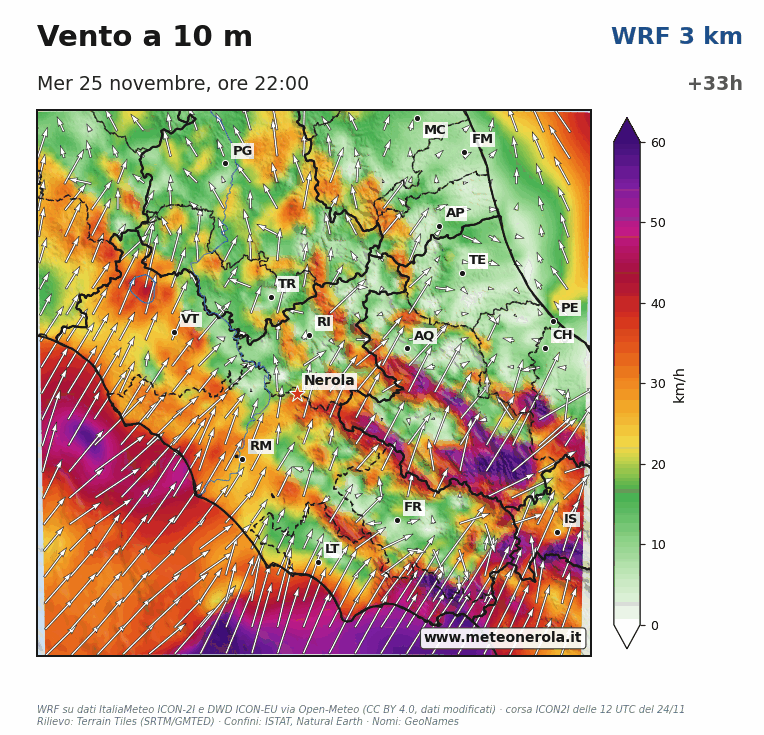 Vento a 10 m
WRF 3 km
Mer 25 novembre, ore 22:00
+33h
MC
FM
PG
AP
TE
TR
PE
VT
RI
AQ
CH
Nerola
RM
FR
IS
LT
www.meteonerola.it
60
50
40
30
20
10
0
km/h
WRF su dati ItaliaMeteo ICON-2I e DWD ICON-EU via Open-Meteo (CC BY 4.0, dati modificati) · corsa ICON2I delle 12 UTC del 24/11
Rilievo: Terrain Tiles (SRTM/GMTED) · Confini: ISTAT, Natural Earth · Nomi: GeoNames